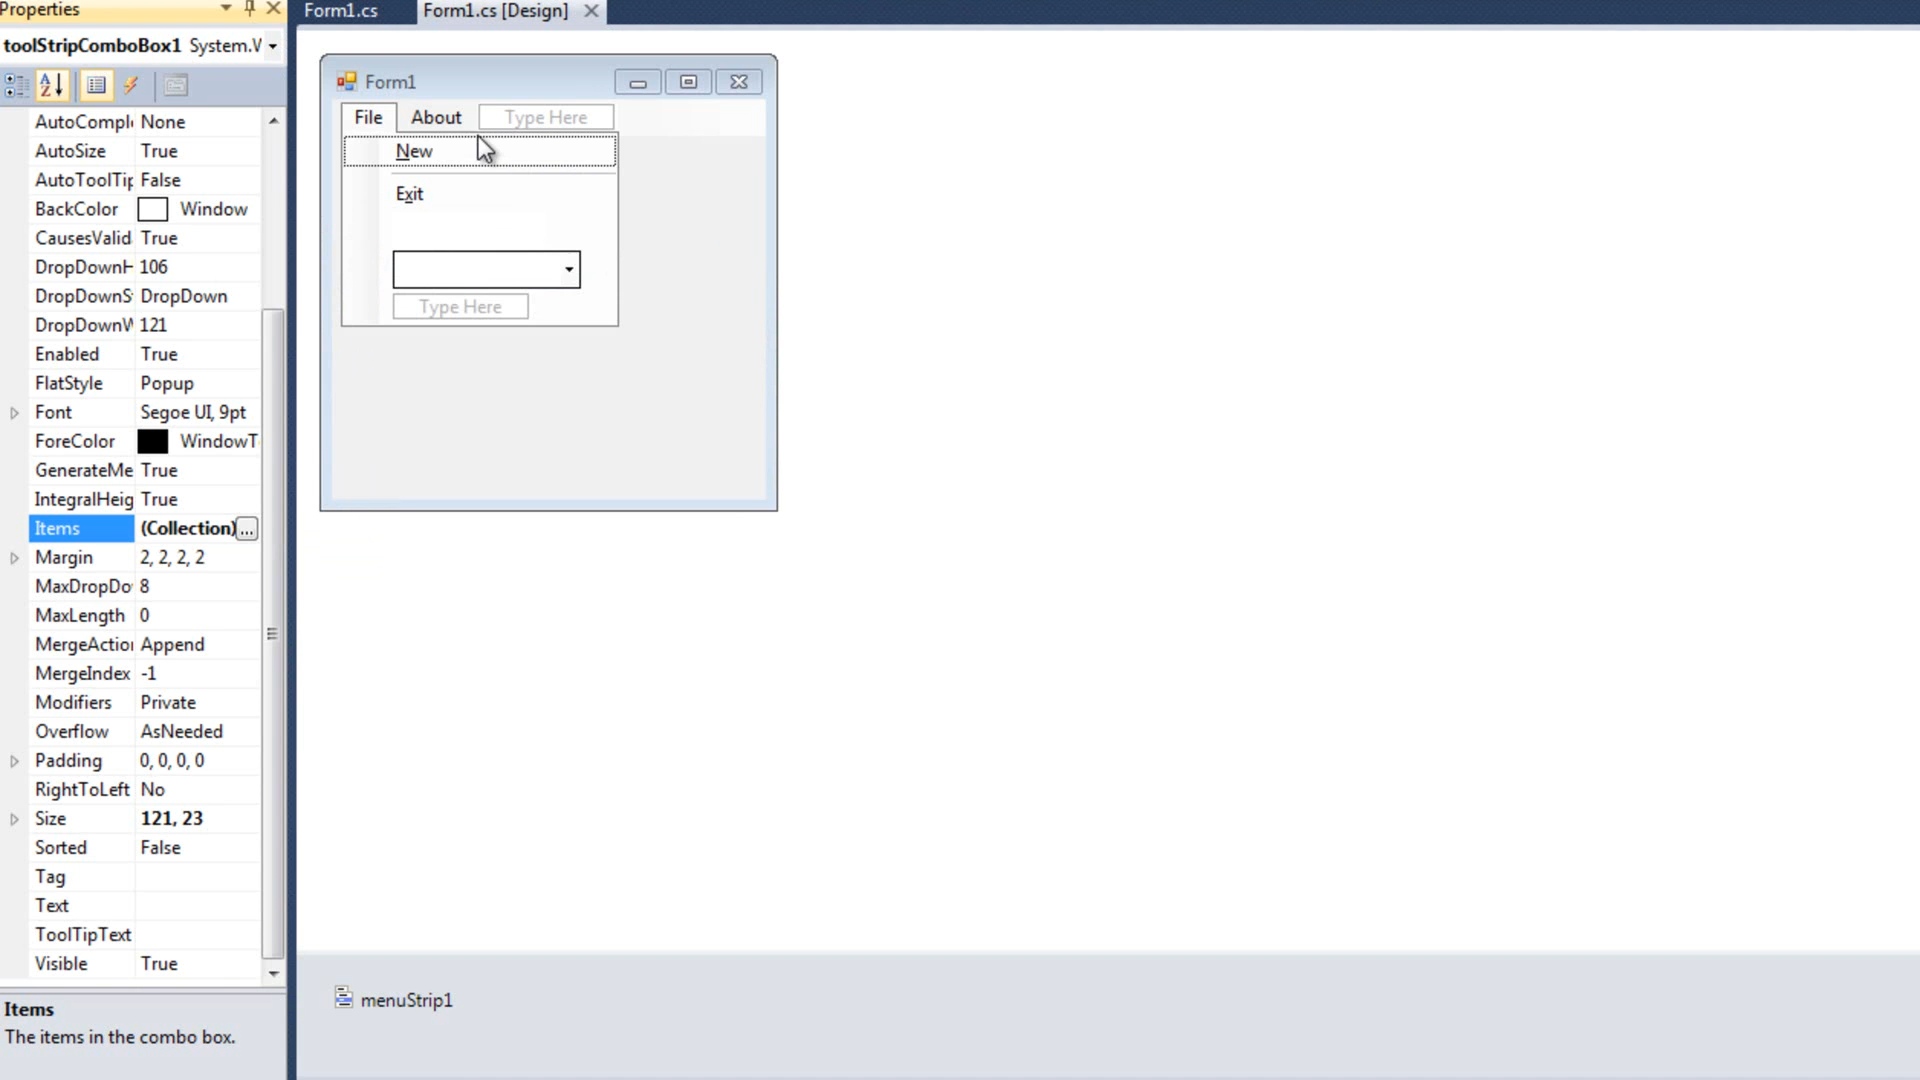 Properties
toolStripComboBox1 System.V
AutoComple None
AutoSize True
AutoToolTip False
BackColor Window
CausesValid True
DropDownH 106
DropDownS DropDown
DropDownW 121
Enabled True
FlatStyle Popup
Font Segoe UI, 9pt
ForeColor WindowT
GenerateMe True
IntegralHeig True
Items (Collection) ...
Margin 2, 2, 2, 2
MaxDropDo 8
MaxLength 0
MergeAction Append
MergeIndex -1
Modifiers Private
Overflow AsNeeded
Padding 0, 0, 0, 0
RightToLeft No
Size 121, 23
Sorted False
Tag
Text
ToolTipText
Visible True
Items
The items in the combo box.
Form1.cs Form1.cs [Design]
Form1
File About Type Here
New
Exit
Type Here
menuStrip1